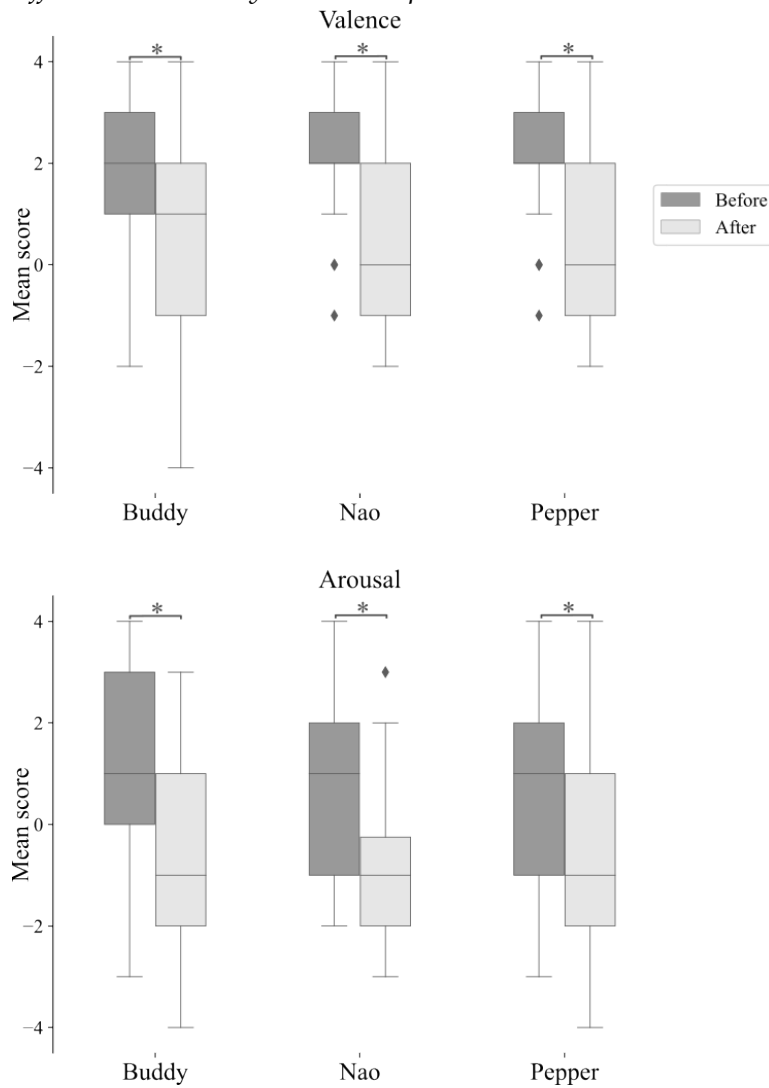 Valence
* * *
4
2
0
−2
−4
Mean score
Before
After
Buddy Nao Pepper
Arousal
* * *
4
2
0
−2
−4
Mean score
Buddy Nao Pepper